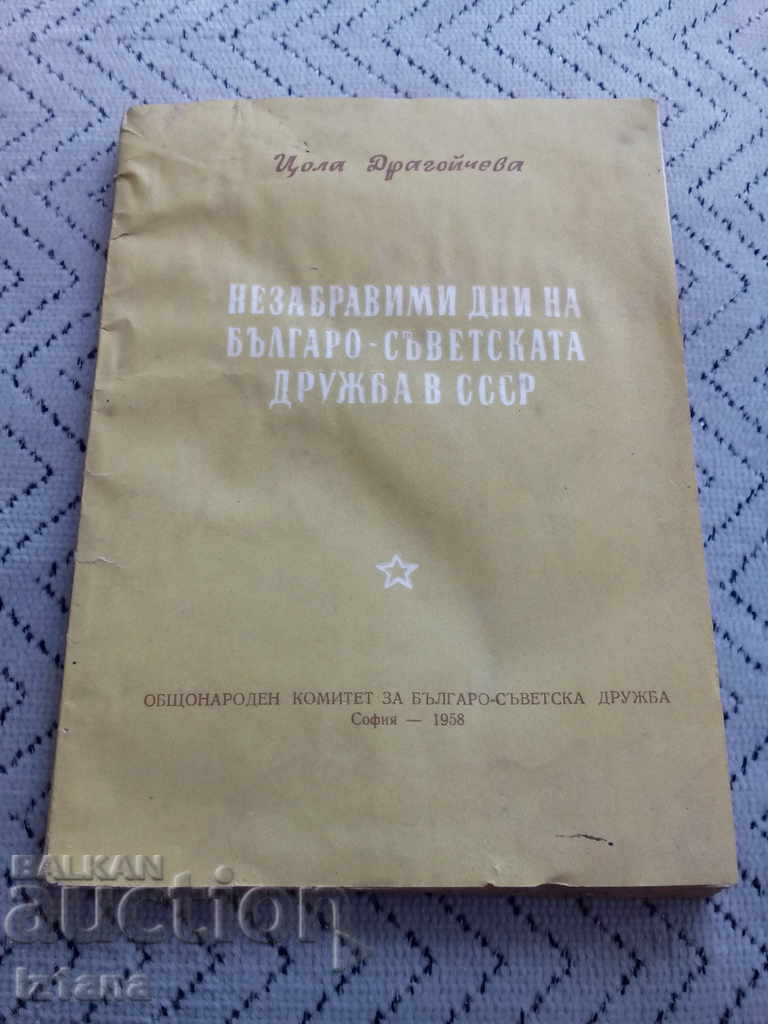 Цола Драгойчева
НЕЗАБРАВИМИ ДНИ НА
БЪЛГАРО-СЪВЕТСКАТА
ДРУЖБА В СССР
ОБЩОНАРОДЕН КОМИТЕТ ЗА БЪЛГАРО-СЪВЕТСКА ДРУЖБА
София — 1958
BALKAN
auction
Iztana